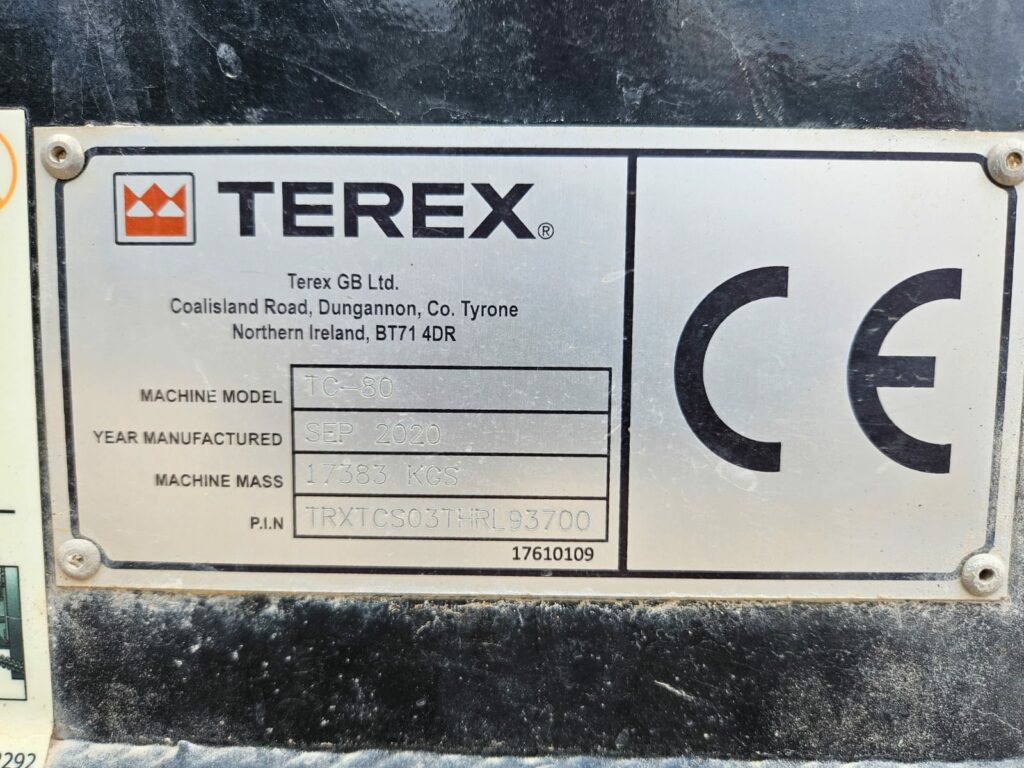 TEREX®
Terex GB Ltd.
Coalisland Road, Dungannon, Co. Tyrone
Northern Ireland, BT71 4DR
MACHINE MODEL TC-80
YEAR MANUFACTURED SEP 2020
MACHINE MASS 17383 KGS
P.I.N TRXTCS03THRL93700
17610109
CE